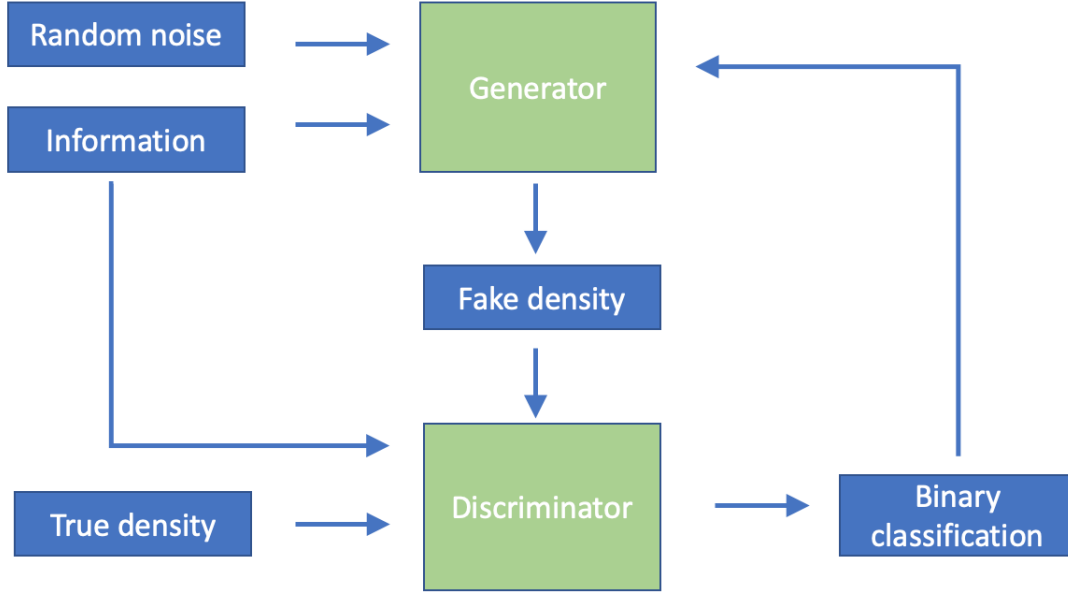 Random noise
Generator
Information
Fake density
Discriminator
True density
Binary
classification